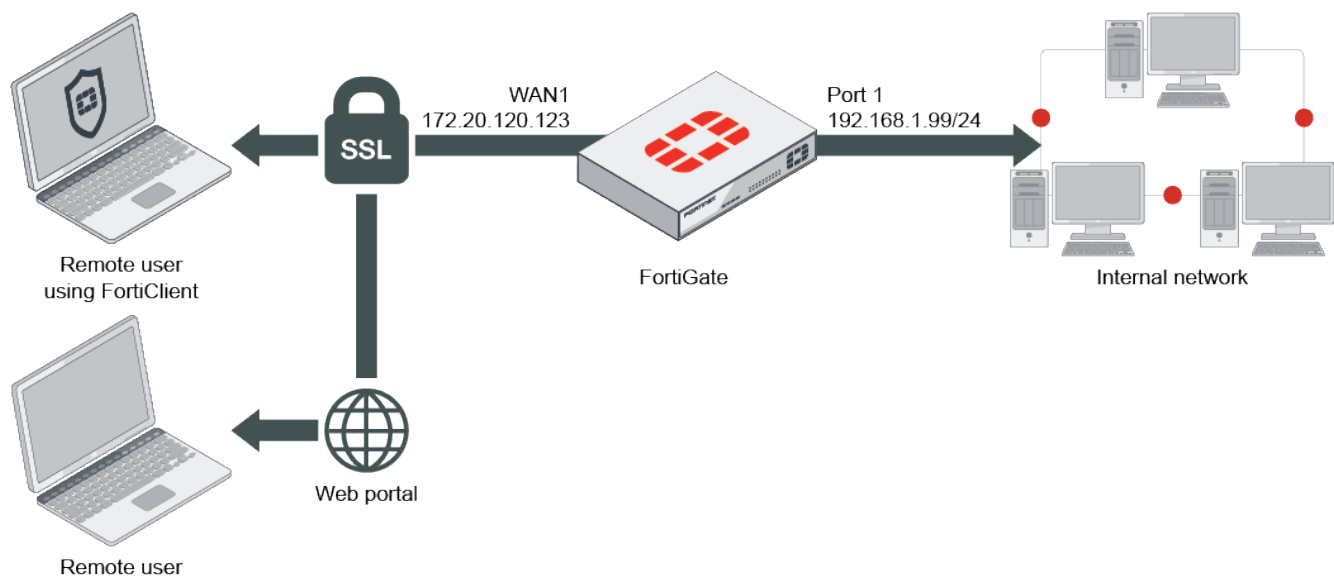 WAN1
172.20.120.123
Port 1
192.168.1.99/24
SSL
FORTINET
Remote user
using FortiClient
FortiGate
Internal network
Web portal
Remote user